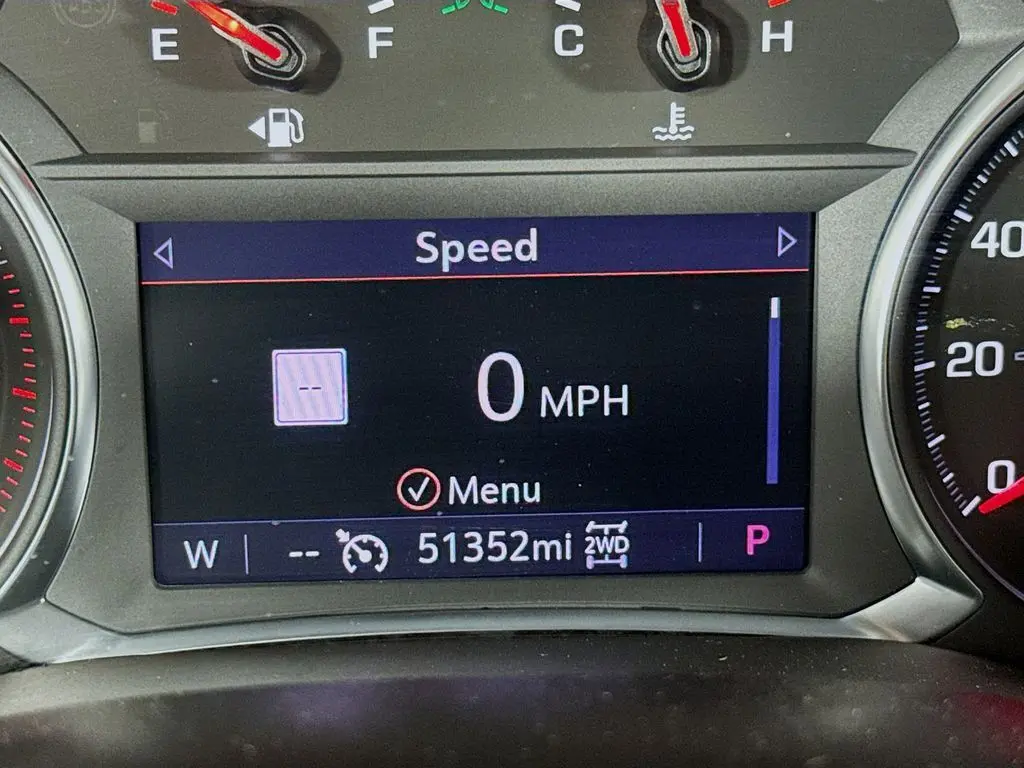 E F C H
Speed
--
0 MPH
Menu
W -- 51352mi 2WD P
40
20
0